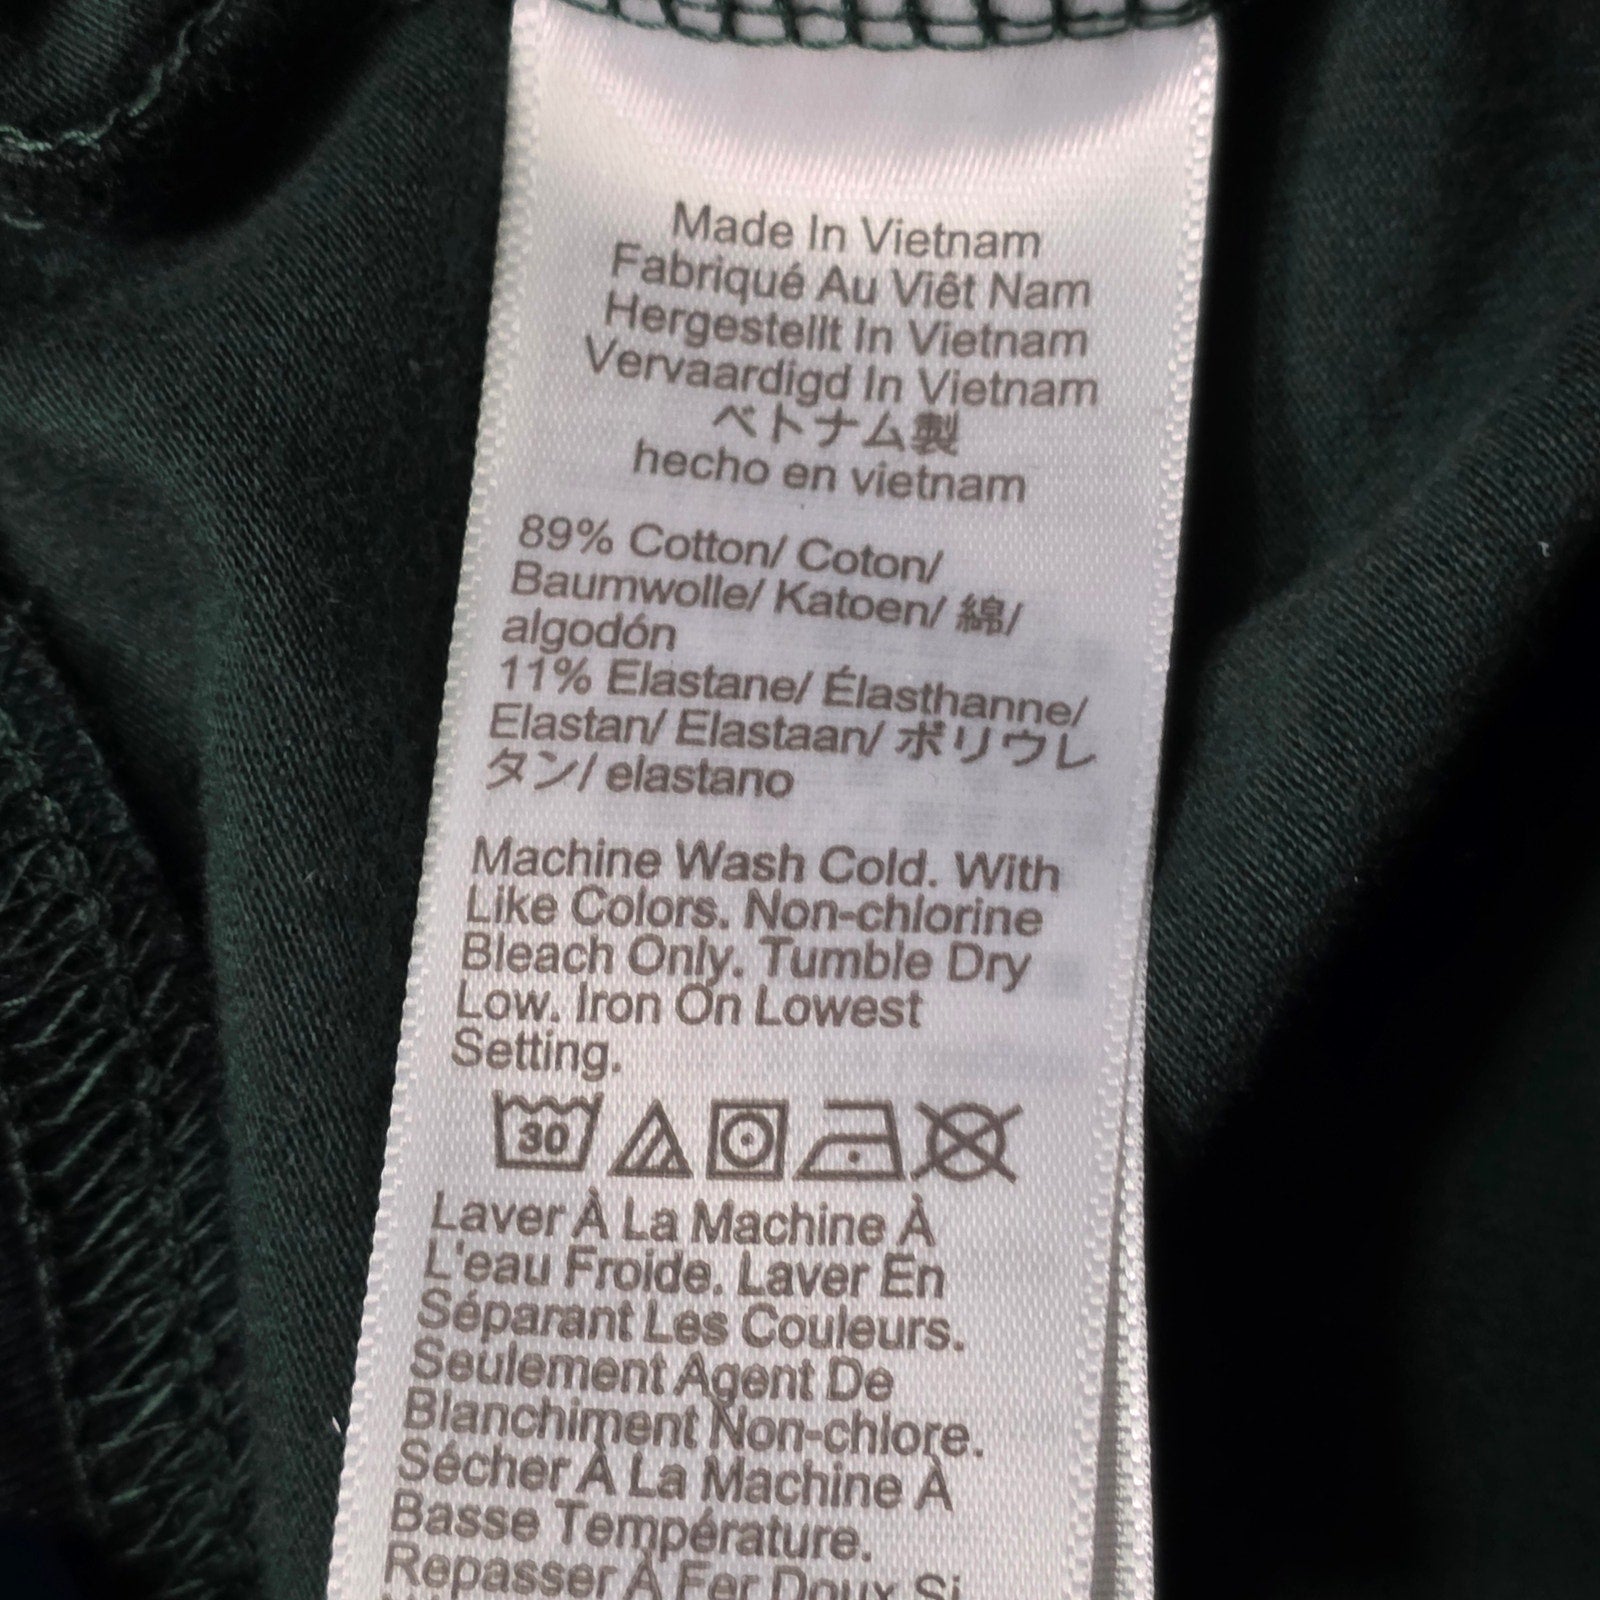 Made In Vietnam
Fabriqué Au Viêt Nam
Hergestellt In Vietnam
Vervaardigd In Vietnam
ベトナム製
hecho en vietnam
89% Cotton/ Coton/
Baumwolle/ Katoen/ 綿/
algodón
11% Elastane/ Élasthanne/
Elastan/ Elastaan/ ポリウレ
タン/ elastano
Machine Wash Cold. With
Like Colors. Non-chlorine
Bleach Only. Tumble Dry
Low. Iron On Lowest
Setting.
30
Laver À La Machine À
L'eau Froide. Laver En
Séparant Les Couleurs.
Seulement Agent De
Blanchiment Non-chlore.
Sécher À La Machine À
Basse Température.
Repasser À Fer Doux Si